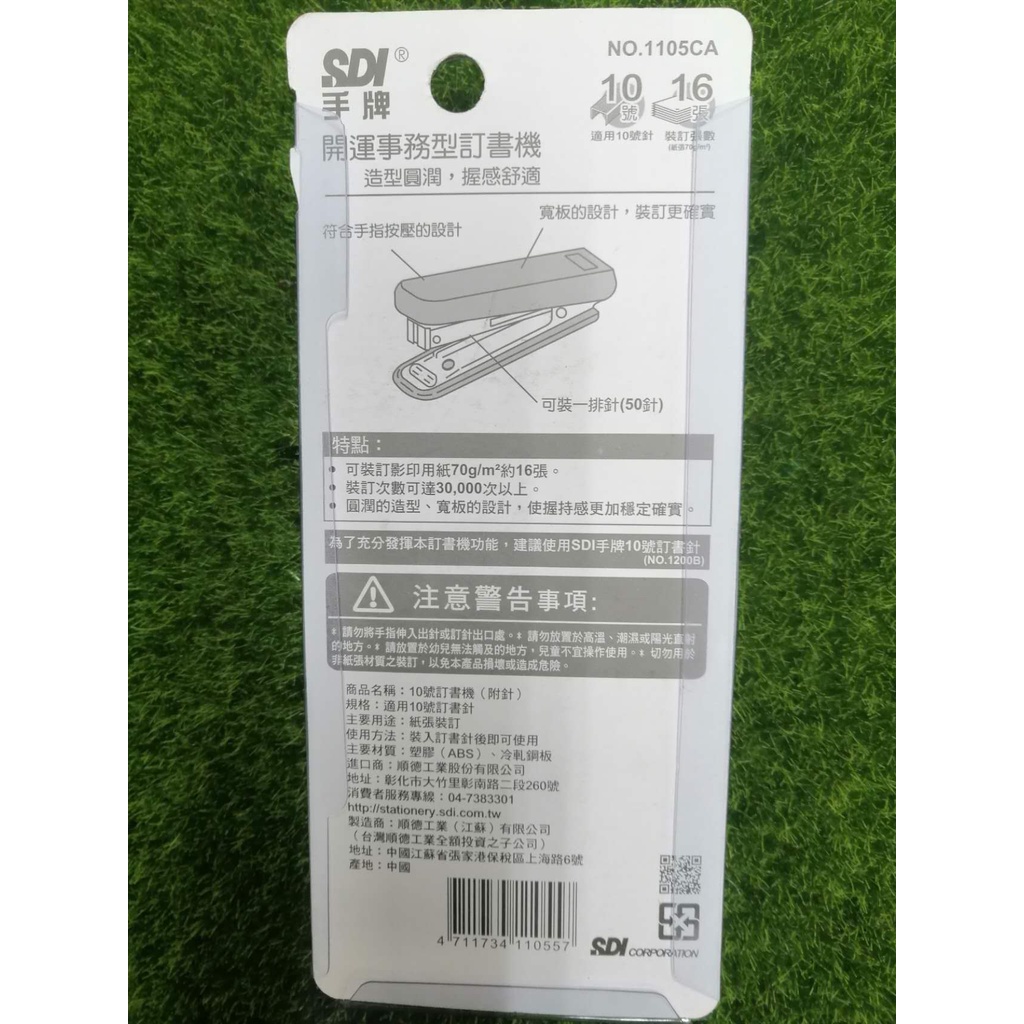 SDI®
手牌
NO.1105CA
10號
適用10號針
16張
裝訂張數
(紙張70g/m²)
開運事務型訂書機
造型圓潤，握感舒適
寬板的設計，裝訂更確實
符合手指按壓的設計
可裝一排針(50針)
特點：
• 可裝訂影印用紙70g/m²約16張。
• 裝訂次數可達30,000次以上。
• 圓潤的造型、寬板的設計，使握持感更加穩定確實。
為了充分發揮本訂書機功能，建議使用SDI手牌10號訂書針
(NO.1200B)
注意警告事項:
* 請勿將手指伸入出針或訂針出口處。* 請勿放置於高溫、潮濕或陽光直射
的地方。* 請放置於幼兒無法觸及的地方，兒童不宜操作使用。* 切勿用於
非紙張材質之裝訂，以免本產品損壞或造成危險。
商品名稱：10號訂書機（附針）
規格：適用10號訂書針
主要用途：紙張裝訂
使用方法：裝入訂書針後即可使用
主要材質：塑膠（ABS）、冷軋鋼板
進口商：順德工業股份有限公司
地址：彰化市大竹里彰南路二段260號
消費者服務專線：04-7383301
http://stationery.sdi.com.tw
製造商：順德工業（江蘇）有限公司
（台灣順德工業全額投資之子公司）
地址：中國江蘇省張家港保稅區上海路6號
產地：中國
4 711734 110557
SDI CORPORATION